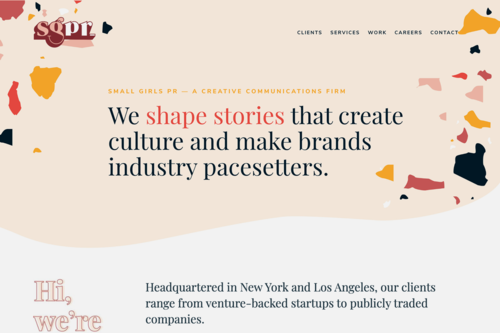 sgpr.
CLIENTS SERVICES WORK CAREERS CONTACT
SMALL GIRLS PR — A CREATIVE COMMUNICATIONS FIRM
We shape stories that create
culture and make brands
industry pacesetters.
Hi,
we're
Headquartered in New York and Los Angeles, our clients
range from venture-backed startups to publicly traded
companies.